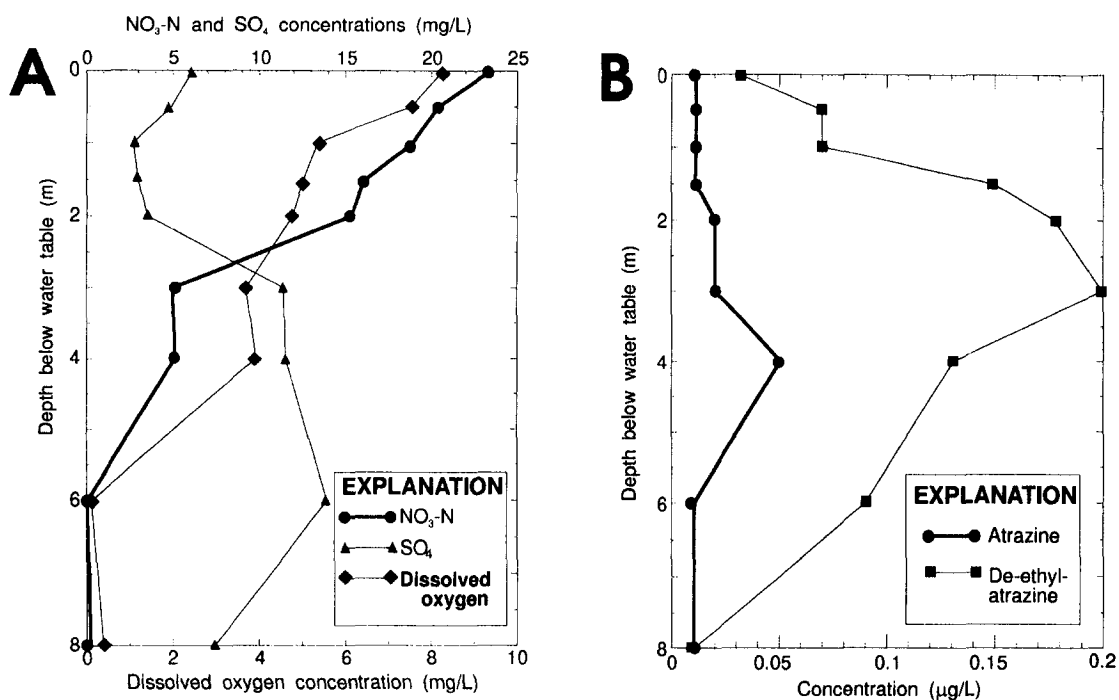 A
NO₃-N and SO₄ concentrations (mg/L)
0 5 10 15 20 25
0
2
4
6
8
Depth below water table (m)
EXPLANATION
NO₃-N
SO₄
Dissolved
oxygen
0 2 4 6 8 10
Dissolved oxygen concentration (mg/L)
B
0
2
4
6
8
Depth below water table (m)
EXPLANATION
Atrazine
De-ethyl-
atrazine
0 0.05 0.1 0.15 0.2
Concentration (µg/L)